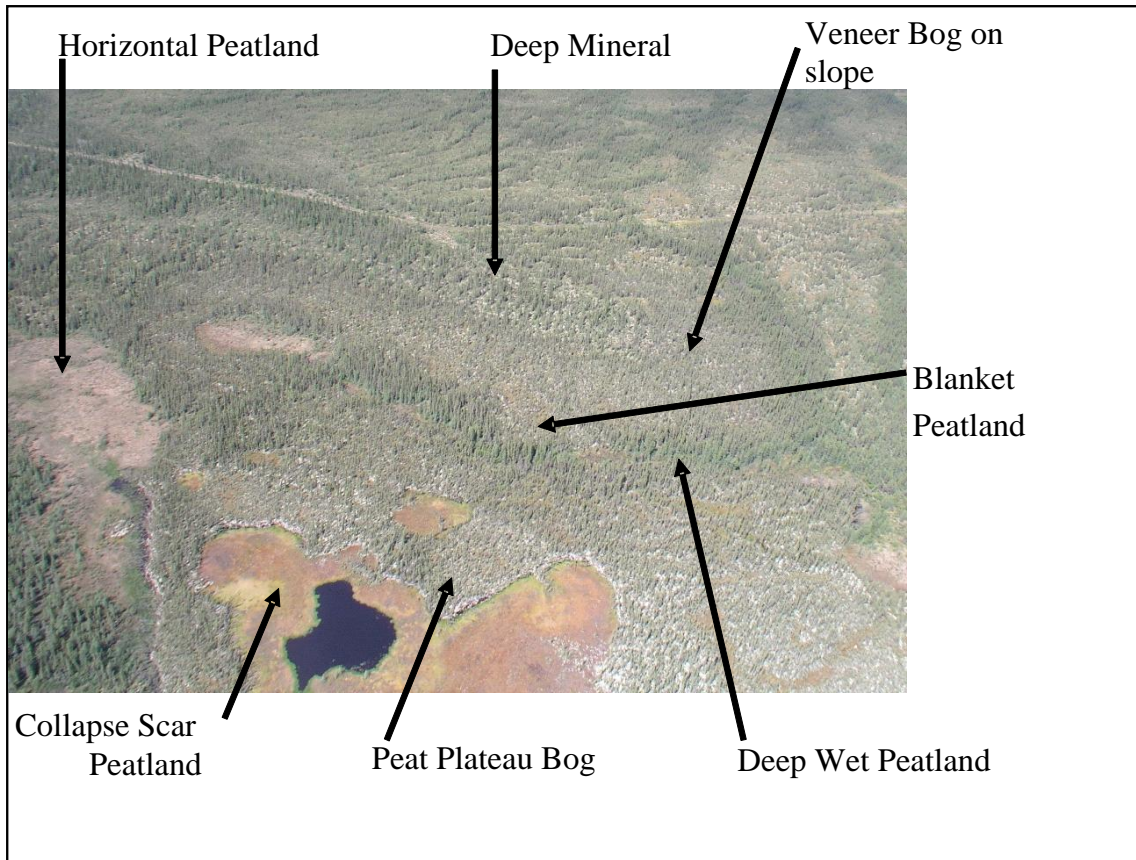 Horizontal Peatland
Deep Mineral
Veneer Bog on
slope
Blanket
Peatland
Collapse Scar
Peatland
Peat Plateau Bog
Deep Wet Peatland